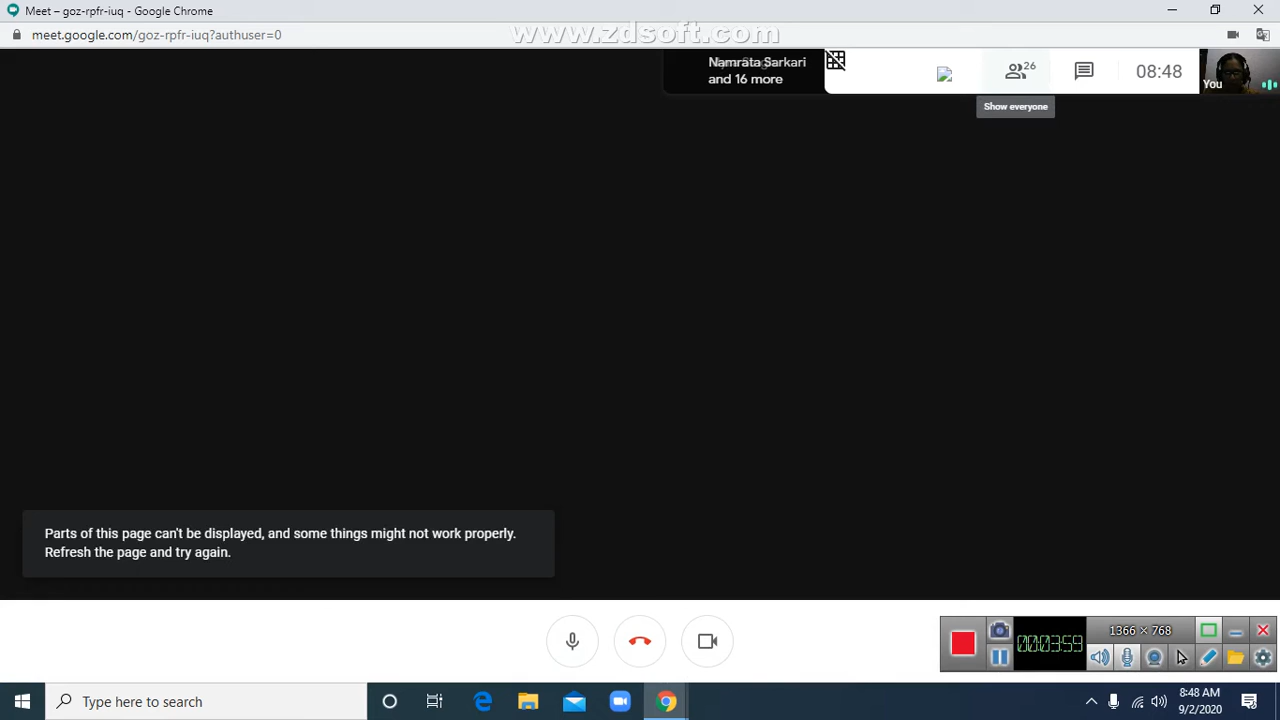 Meet – goz-rpfr-iuq - Google Chrome
meet.google.com/goz-rpfr-iuq?authuser=0
www.zdsoft.com
Namrata Sarkari
and 16 more
26
08:48
You
Show everyone
Parts of this page can't be displayed, and some things might not work properly.
Refresh the page and try again.
1366 × 768
00:03:59
Type here to search
8:48 AM
9/2/2020